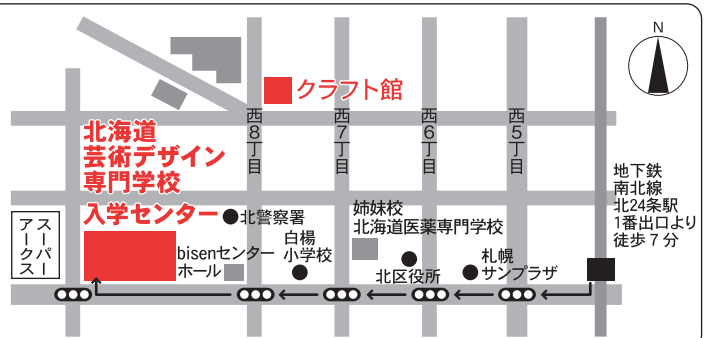 N
クラフト館
西8丁目
西7丁目
西6丁目
西5丁目
北海道
芸術デザイン
専門学校
入学センター
北警察署
姉妹校
北海道医薬専門学校
地下鉄
南北線
北24条駅
1番出口より
徒歩7分
スーパー
アークス
bisenセンター
ホール
白楊
小学校
北区役所
札幌
サンプラザ